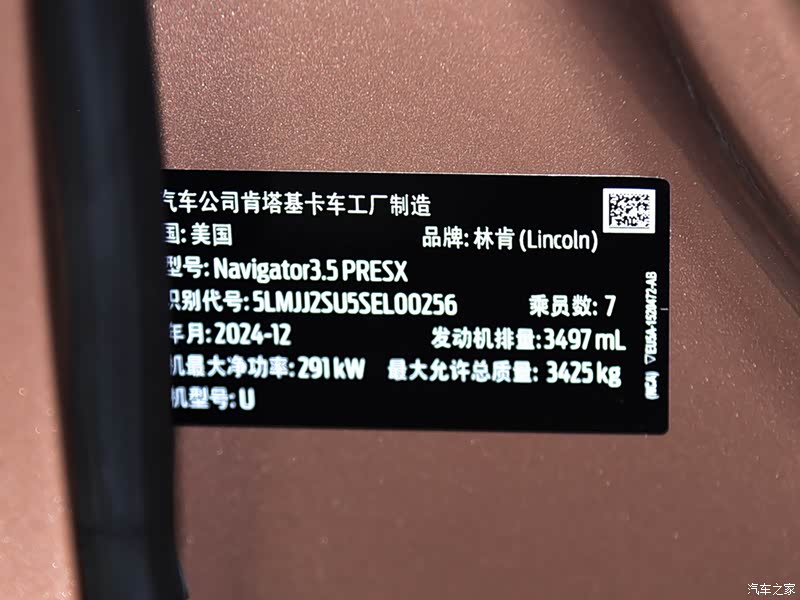 汽车公司肯塔基卡车工厂制造
国: 美国 品牌: 林肯 (Lincoln)
型号: Navigator3.5 PRESX
识别代号: 5LMJJ2SU5SEL00256 乘员数: 7
年月: 2024-12 发动机排量: 3497 mL
机最大净功率: 291 kW 最大允许总质量: 3425 kg
机型号: U
汽车之家